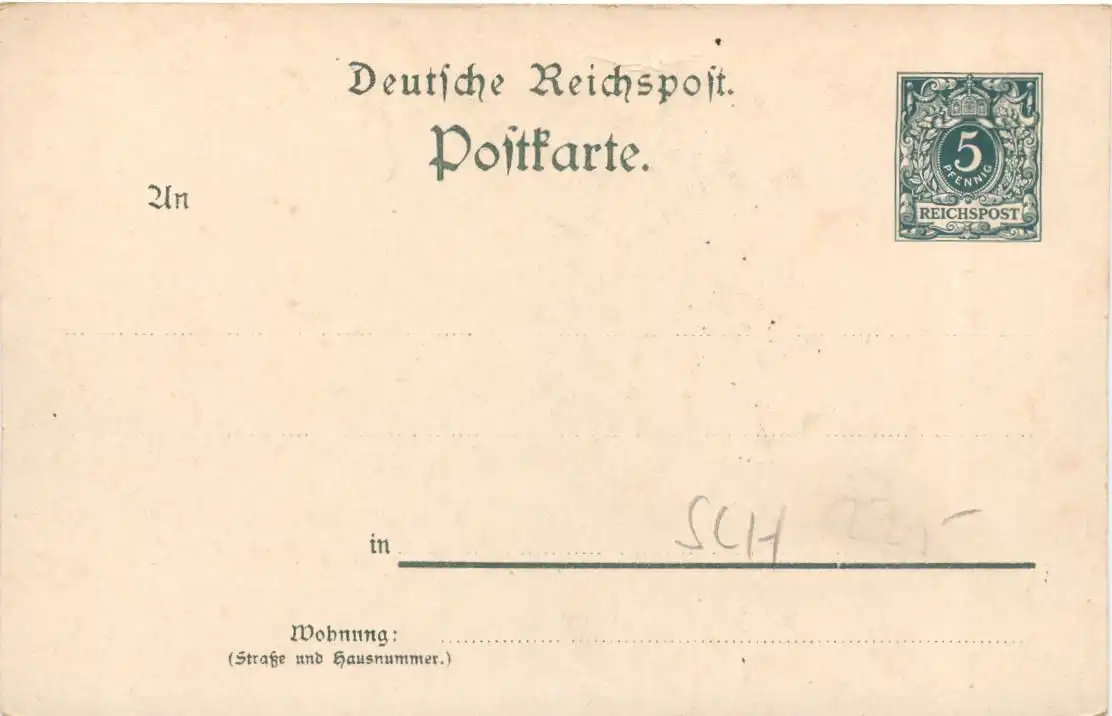 Deutsche Reichspost.
Postkarte.
5
PFENNIG
REICHSPOST
An
SCH
in
Wohnung:
(Straße und Hausnummer.)